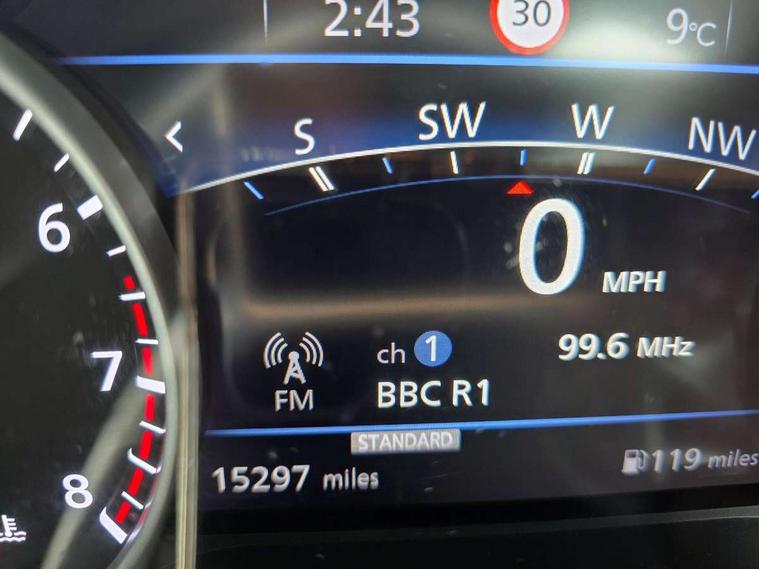 2:43 30 9°C
< S SW W NW
6
0 MPH
7
FM
ch 1
BBC R1
99.6 MHz
8
STANDARD
15297 miles
119 miles